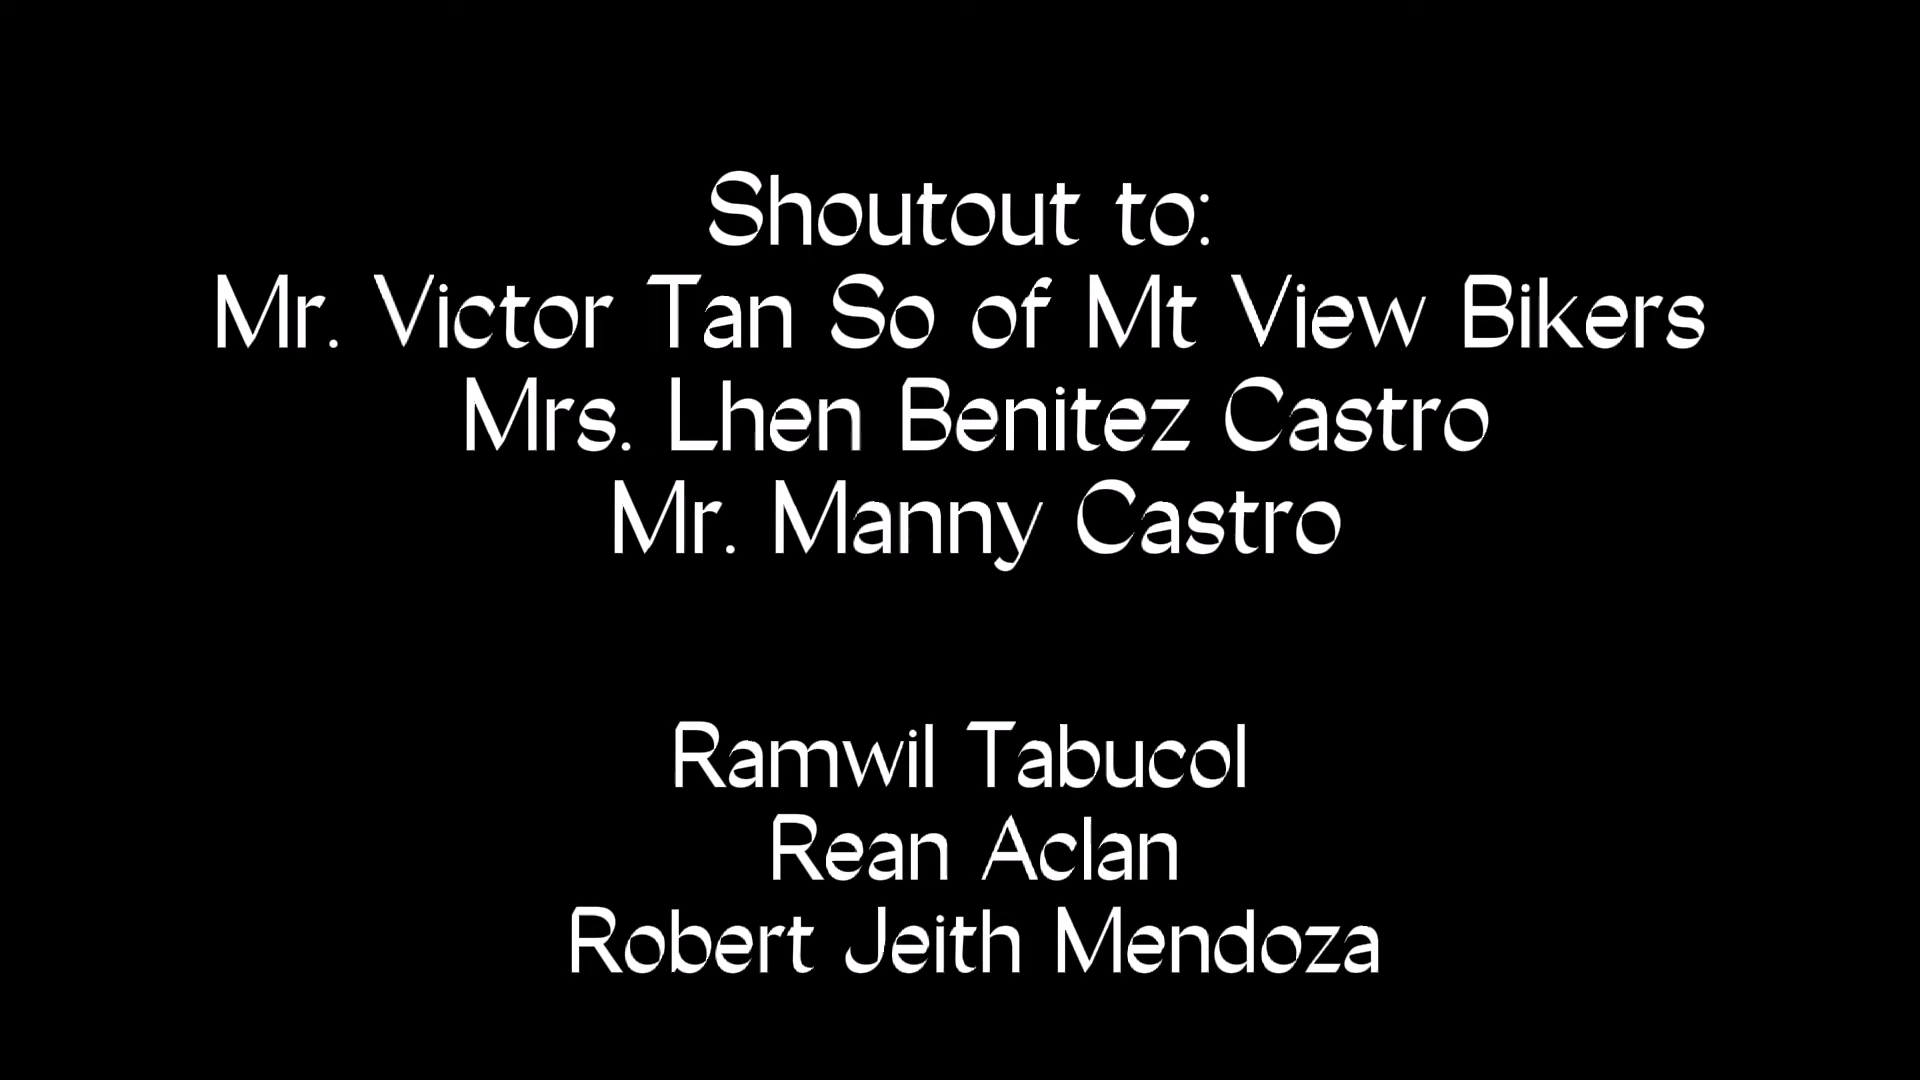 Shoutout to:
Mr. Victor Tan So of Mt View Bikers
Mrs. Lhen Benitez Castro
Mr. Manny Castro
Ramwil Tabucol
Rean Aclan
Robert Jeith Mendoza